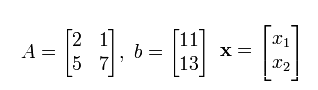 A = [2 1; 5 7], b = [11; 13] x = [x₁; x₂]